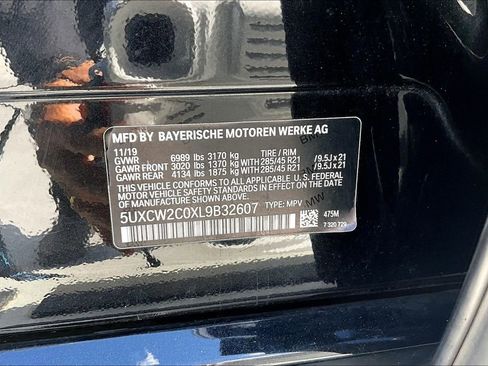 MFD BY BAYERISCHE MOTOREN WERKE AG
11/19 TIRE / RIM
GVWR 6989 lbs 3170 kg
GAWR FRONT 3020 lbs 1370 KG WITH 285/45 R21 /9.5J x 21
GAWR REAR 4134 lbs 1875 KG WITH 285/45 R21 /9.5J x 21
THIS VEHICLE CONFORMS TO ALL APPLICABLE U.S. FEDERAL
MOTOR VEHICLE SAFETY STANDARDS IN EFFECT ON THE DATE
OF MANUFACTURE SHOWN ABOVE.
5UXCW2C0XL9B32607 TYPE: MPV
475M
7 320 729